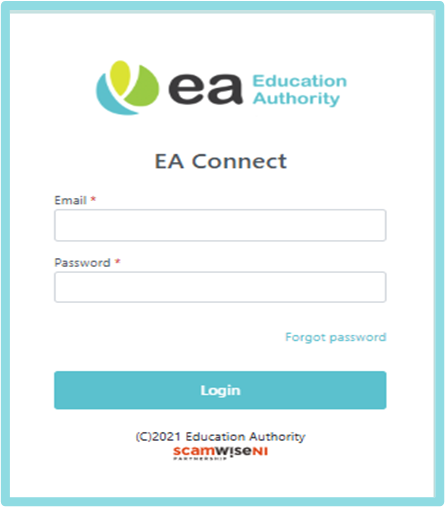 ea Education
Authority
EA Connect
Email *
Password *
Forgot password
Login
(C)2021 Education Authority
scamwiseNI
PARTNERSHIP